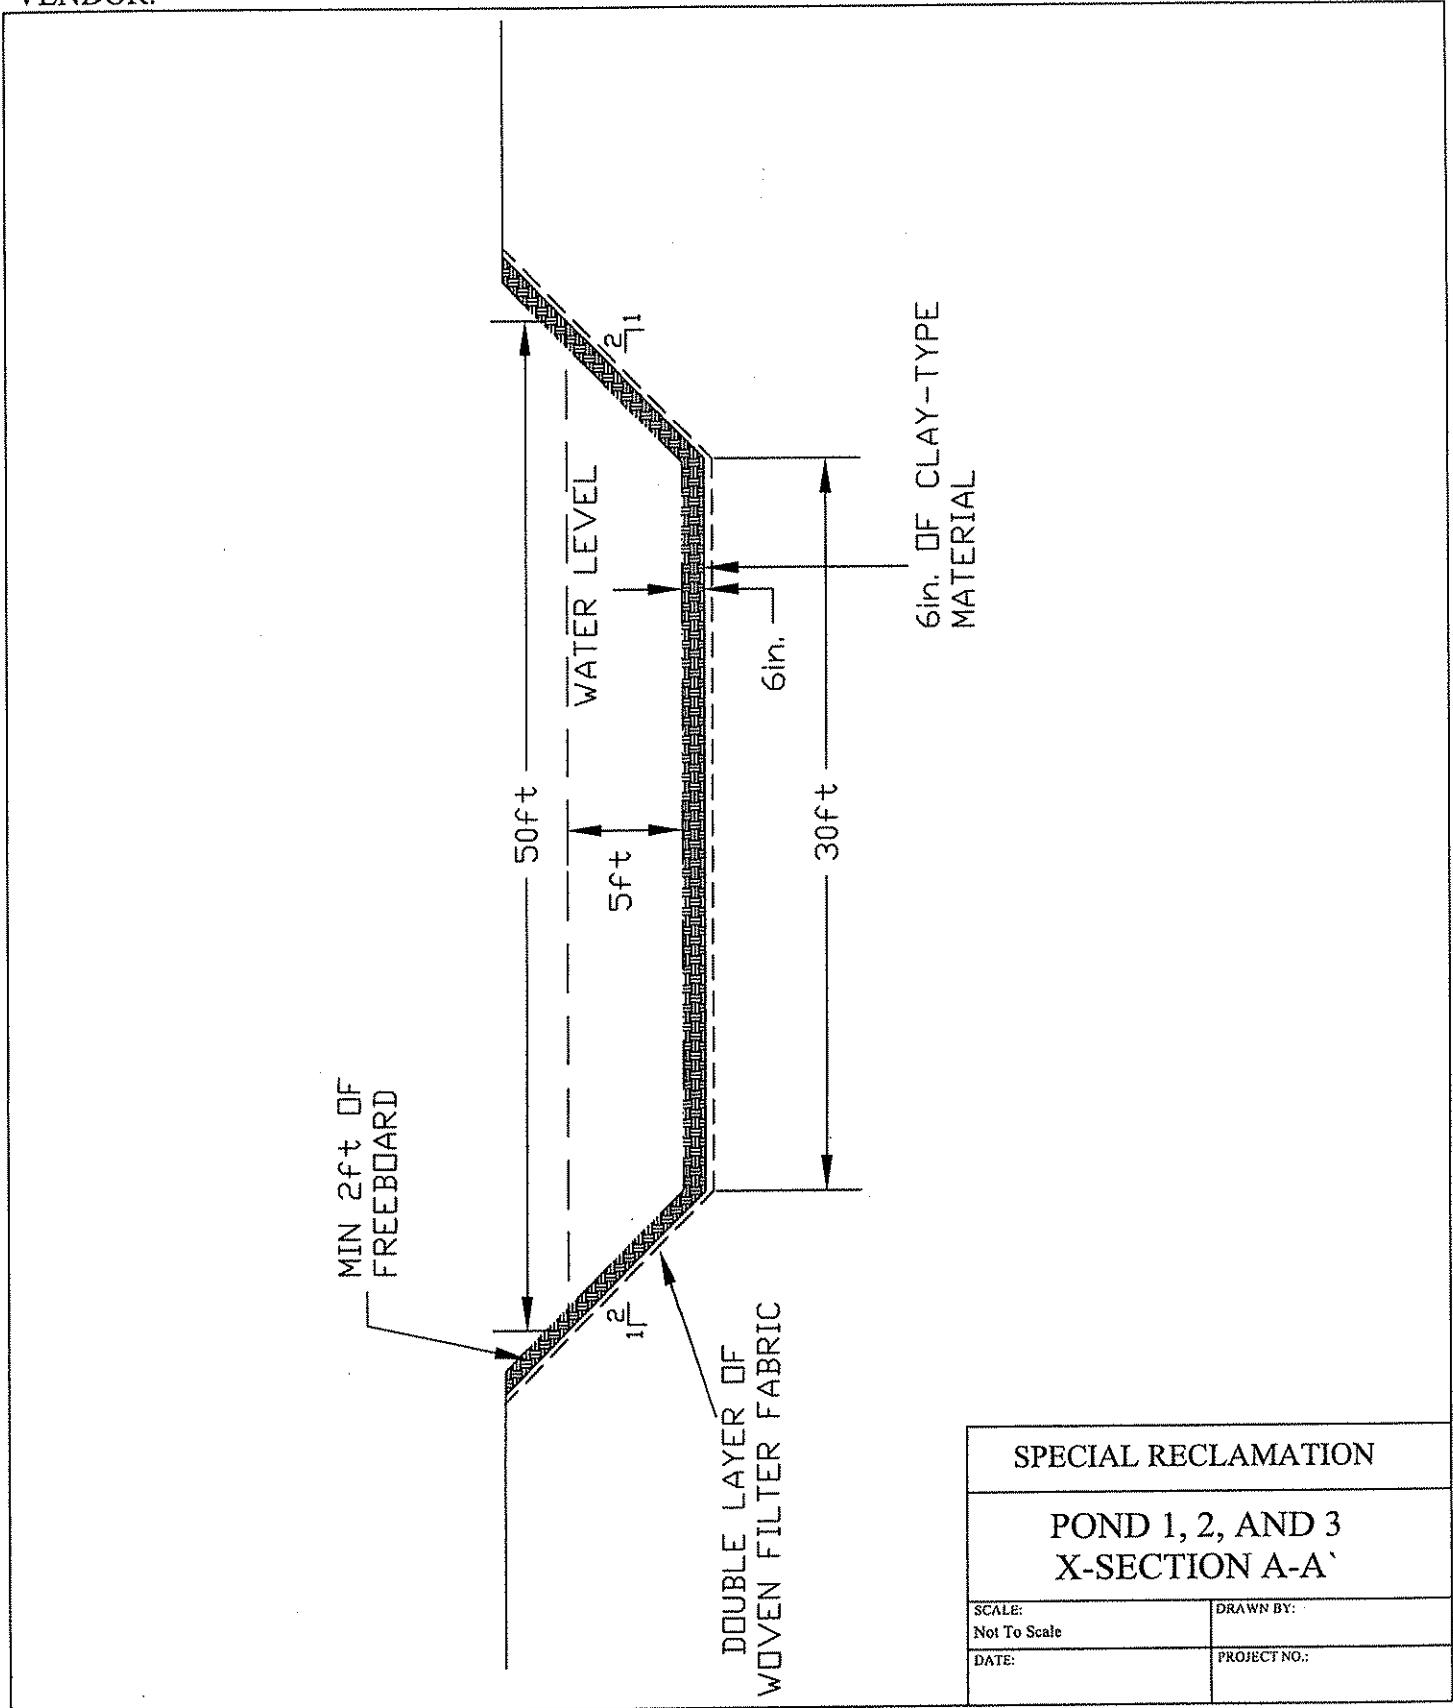 MIN 2ft OF
FREEBOARD
50ft
WATER LEVEL
5ft
2
1
2
1
6in.
30ft
6in. OF CLAY-TYPE
MATERIAL
DOUBLE LAYER OF
WOVEN FILTER FABRIC
SPECIAL RECLAMATION
POND 1, 2, AND 3
X-SECTION A-A`
SCALE:
Not To Scale
DRAWN BY:
DATE:
PROJECT NO.: